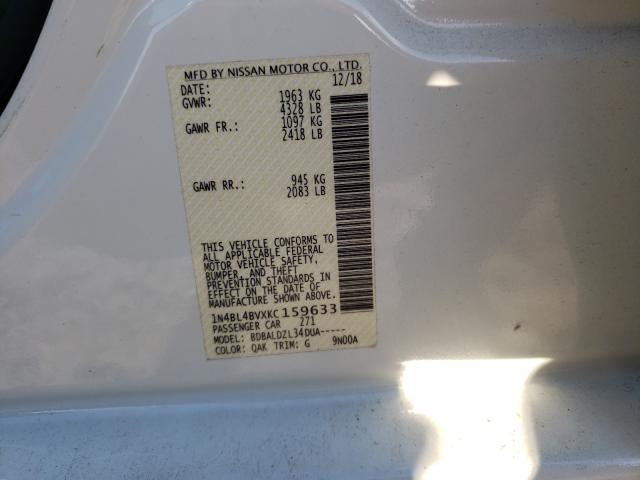 MFD BY NISSAN MOTOR CO., LTD.
DATE: 12/18
GVWR: 1963 KG
4328 LB
GAWR FR.: 1097 KG
2418 LB
GAWR RR.: 945 KG
2083 LB
THIS VEHICLE CONFORMS TO
ALL APPLICABLE FEDERAL
MOTOR VEHICLE SAFETY,
BUMPER, AND THEFT
PREVENTION STANDARDS IN
EFFECT ON THE DATE OF
MANUFACTURE SHOWN ABOVE.
1N4BL4BVXKC159633
PASSENGER CAR 271
MODEL: BDBALDZL34DUA-----
COLOR: QAK TRIM: G 9N00A